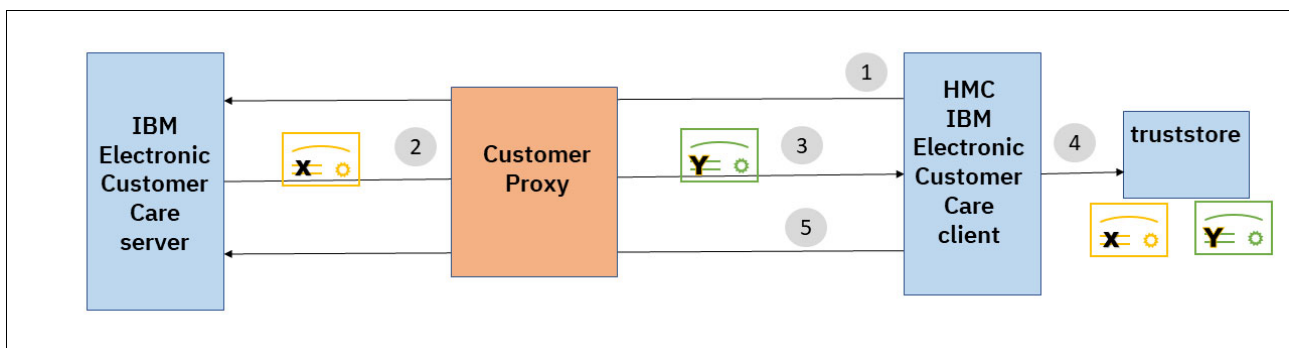 IBM
Electronic
Customer
Care
server
X
2
Customer
Proxy
1
Y
3
5
HMC
IBM
Electronic
Customer
Care
client
4
truststore
X
Y